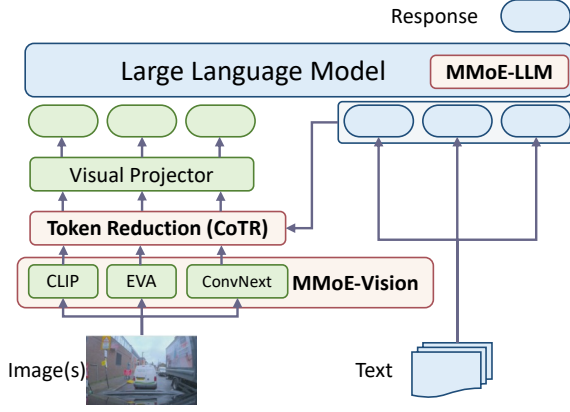 Response
Large Language Model
MMoE-LLM
Visual Projector
Token Reduction (CoTR)
CLIP
EVA
ConvNext
MMoE-Vision
Image(s)
Text